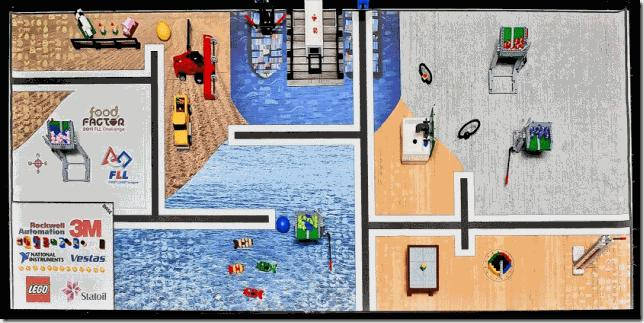 food
FACTOR
2011 FLL Challenge
FLL
Rockwell
Automation
3M
NATIONAL
INSTRUMENTS
Vestas
LEGO
Statoil